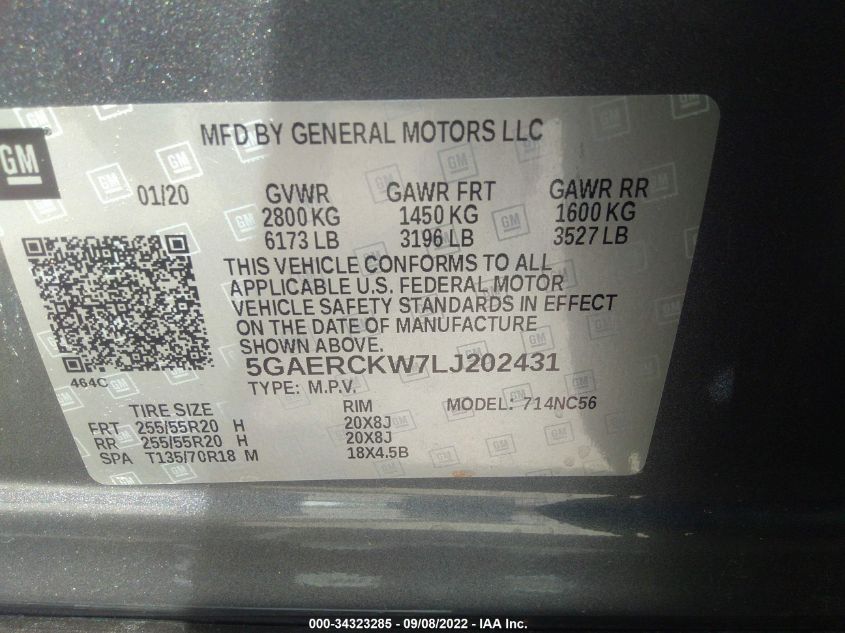 MFD BY GENERAL MOTORS LLC
GM
01/20 GVWR GAWR FRT GAWR RR
2800 KG 1450 KG 1600 KG
6173 LB 3196 LB 3527 LB
THIS VEHICLE CONFORMS TO ALL
APPLICABLE U.S. FEDERAL MOTOR
VEHICLE SAFETY STANDARDS IN EFFECT
ON THE DATE OF MANUFACTURE
SHOWN ABOVE.
464C
5GAERCKW7LJ202431
TYPE: M.P.V.
TIRE SIZE RIM MODEL: 714NC56
FRT 255/55R20 H 20X8J
RR 255/55R20 H 20X8J
SPA T135/70R18 M 18X4.5B
000-34323285 - 09/08/2022 - IAA Inc.